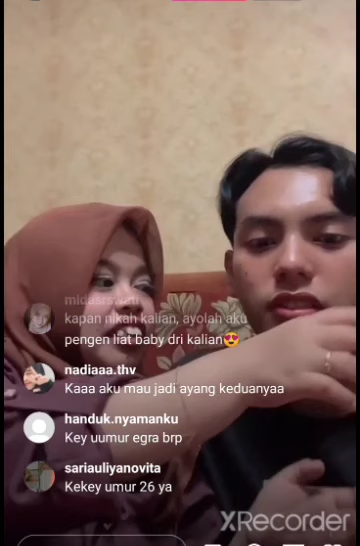 midasrswati
kapan nikah kalian, ayolah aku
pengen liat baby dri kalian😍
nadiaaa.thv
Kaaa aku mau jadi ayang keduanyaa
handuk.nyamanku
Key uumur egra brp
sariauliyanovita
Kekey umur 26 ya
XRecorder